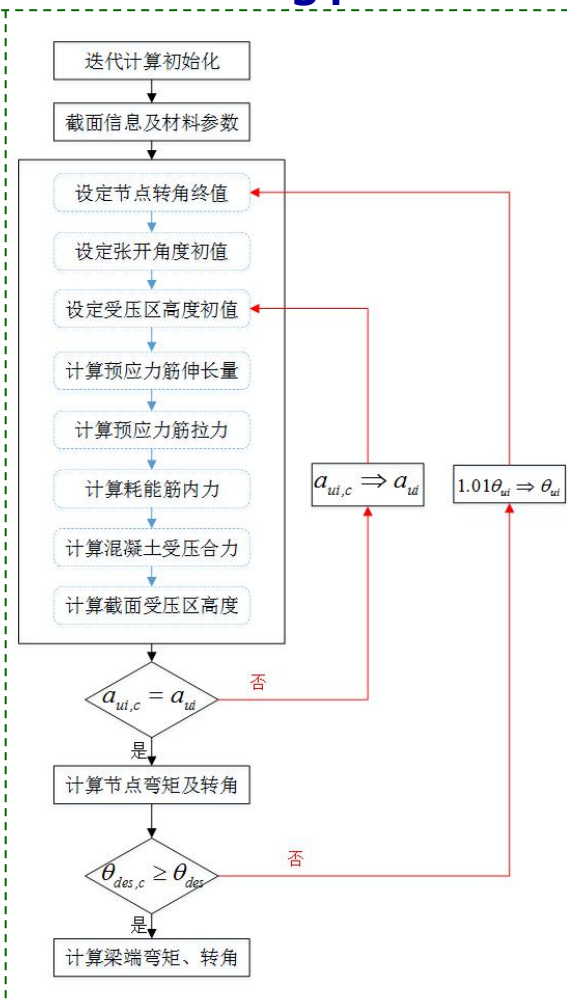 迭代计算初始化
截面信息及材料参数
设定节点转角终值
设定张开角度初值
设定受压区高度初值
计算预应力筋伸长量
计算预应力筋拉力
计算耗能筋内力
计算混凝土受压合力
计算截面受压区高度
a_{ui,c} ⇒ a_{ui}
1.01θ_{ui} ⇒ θ_{ui}
a_{ui,c} = a_{ui}
否
是
计算节点弯矩及转角
θ_{des,c} ≥ θ_{des}
否
是
计算梁端弯矩、转角